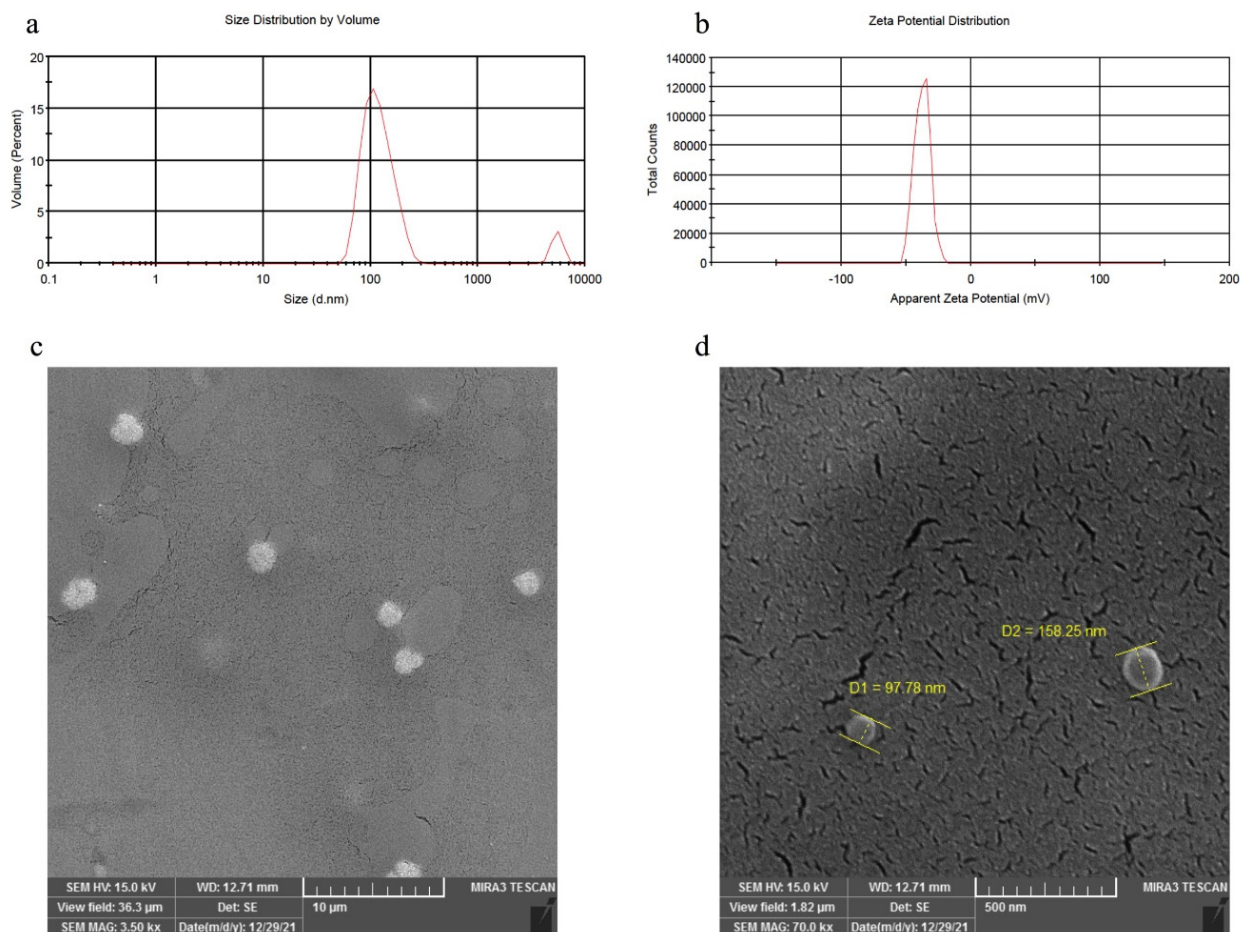 a
Size Distribution by Volume
20
15
10
5
0
Volume (Percent)
0.1 1 10 100 1000 10000
Size (d.nm)
b
Zeta Potential Distribution
140000
120000
100000
80000
60000
40000
20000
0
Total Counts
-100 0 100 200
Apparent Zeta Potential (mV)
c
SEM HV: 15.0 kV WD: 12.71 mm MIRA3 TESCAN
View field: 36.3 µm Det: SE 10 µm
SEM MAG: 3.50 kx Date(m/d/y): 12/29/21
d
D2 = 158.25 nm
D1 = 97.78 nm
SEM HV: 15.0 kV WD: 12.71 mm MIRA3 TESCAN
View field: 1.82 µm Det: SE 500 nm
SEM MAG: 70.0 kx Date(m/d/y): 12/29/21